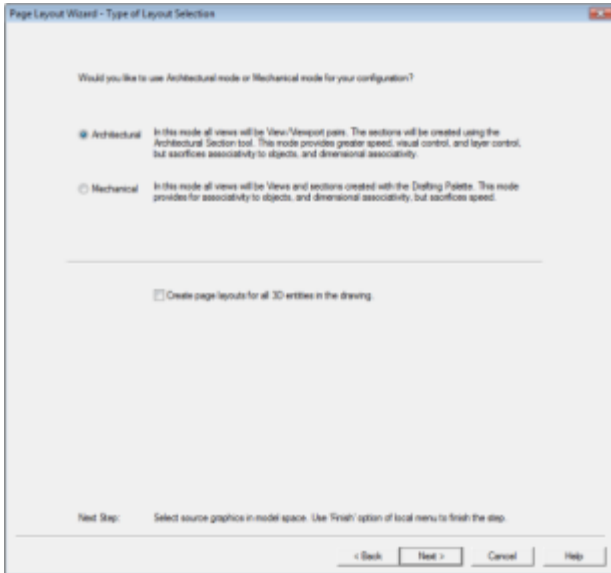 Page Layout Wizard - Type of Layout Selection
Would you like to use Architectural mode or Mechanical mode for your configuration?
Architectural
In this mode all views will be View/Viewport pairs. The sections will be created using the
Architectural Section tool. This mode provides greater speed, visual control, and layer control,
but sacrifices associativity to objects, and dimensional associativity.
Mechanical
In this mode all views will be Views and sections created with the Drafting Palette. This mode
provides for associativity to objects, and dimensional associativity, but sacrifices speed.
Create page layouts for all 3D entities in the drawing.
Next Step: Select source graphics in model space. Use 'Finish' option of local menu to finish the step.
< Back Next > Cancel Help